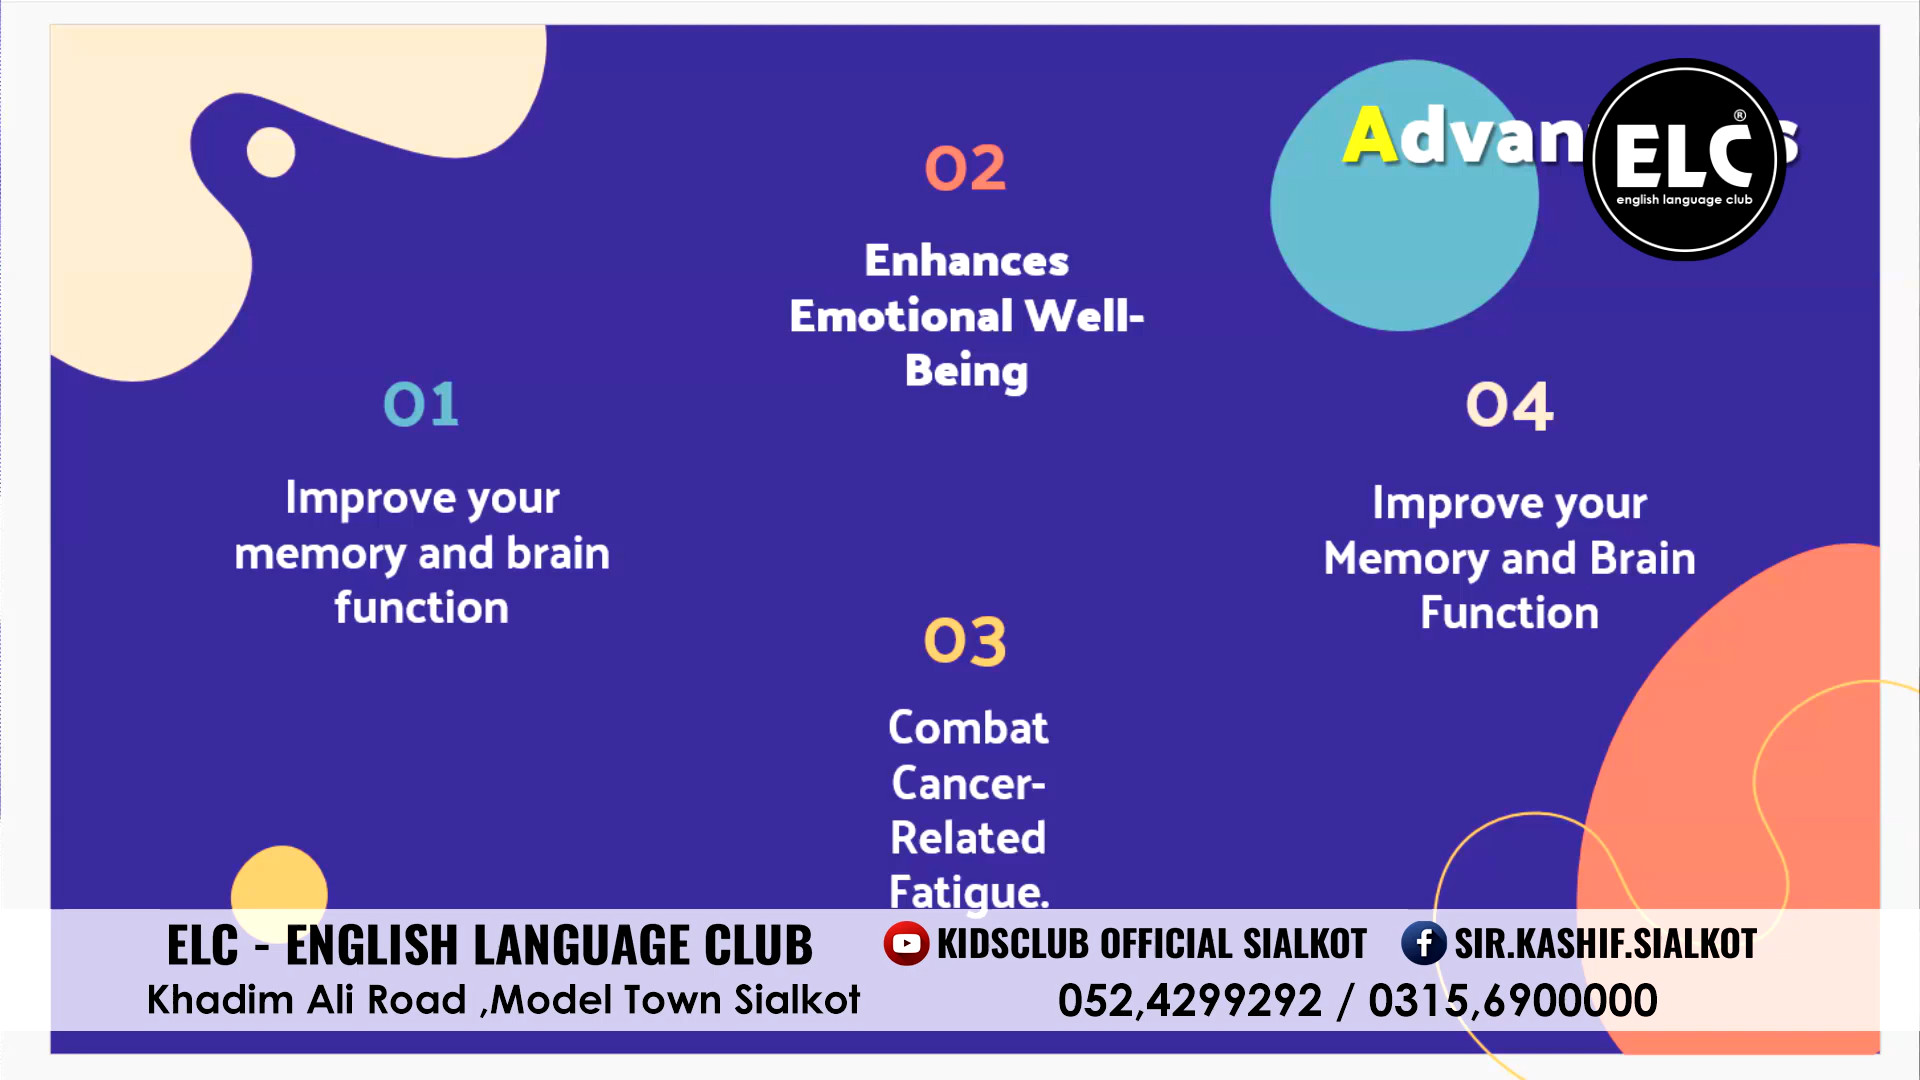 Advan
ELC®
english language club
01
Improve your
memory and brain
function
02
Enhances
Emotional Well-
Being
03
Combat
Cancer-
Related
Fatigue.
04
Improve your
Memory and Brain
Function
ELC - ENGLISH LANGUAGE CLUB
Khadim Ali Road ,Model Town Sialkot
KIDSCLUB OFFICIAL SIALKOT
SIR.KASHIF.SIALKOT
052,4299292 / 0315,6900000